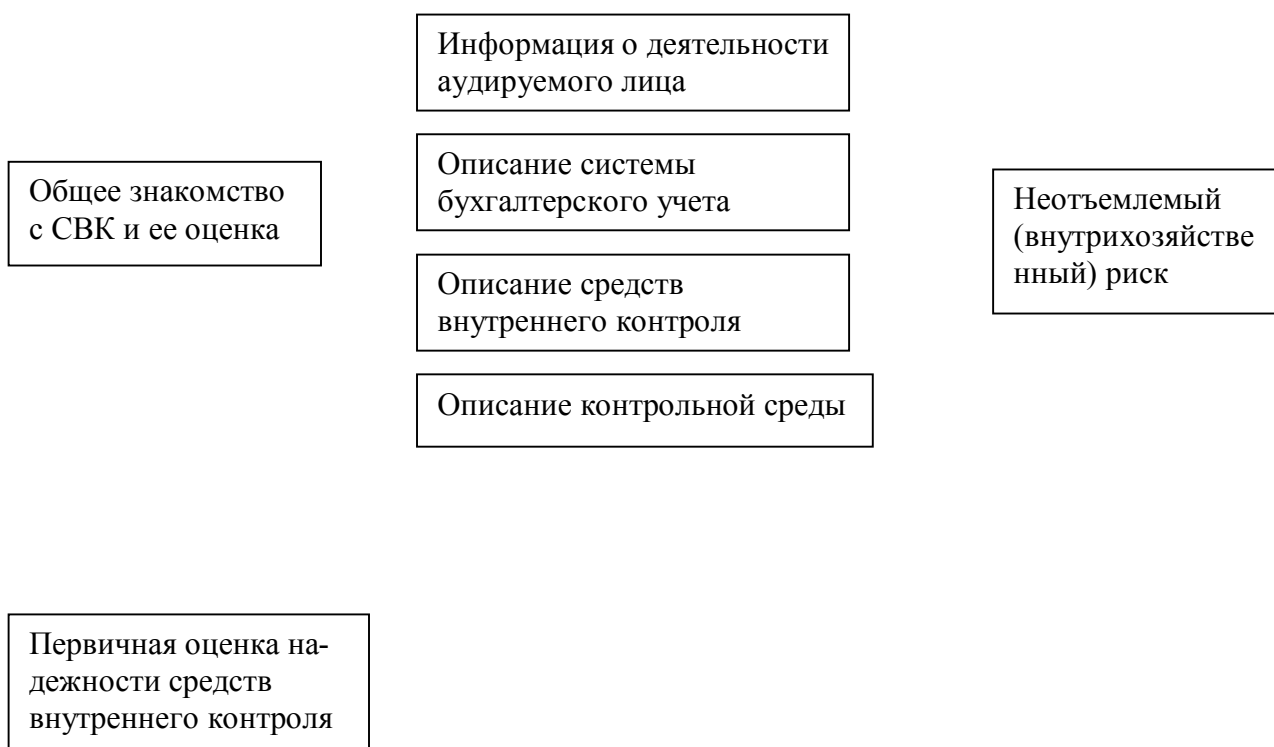 Информация о деятельности
аудируемого лица
Общее знакомство
с СВК и ее оценка
Описание системы
бухгалтерского учета
Описание средств
внутреннего контроля
Описание контрольной среды
Неотъемлемый
(внутрихозяйстве
нный) риск
Первичная оценка на-
дежности средств
внутреннего контроля